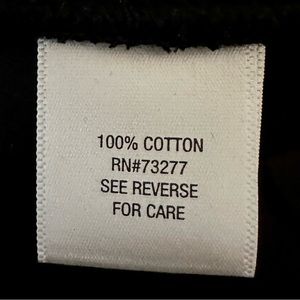 100% COTTON
RN#73277
SEE REVERSE
FOR CARE